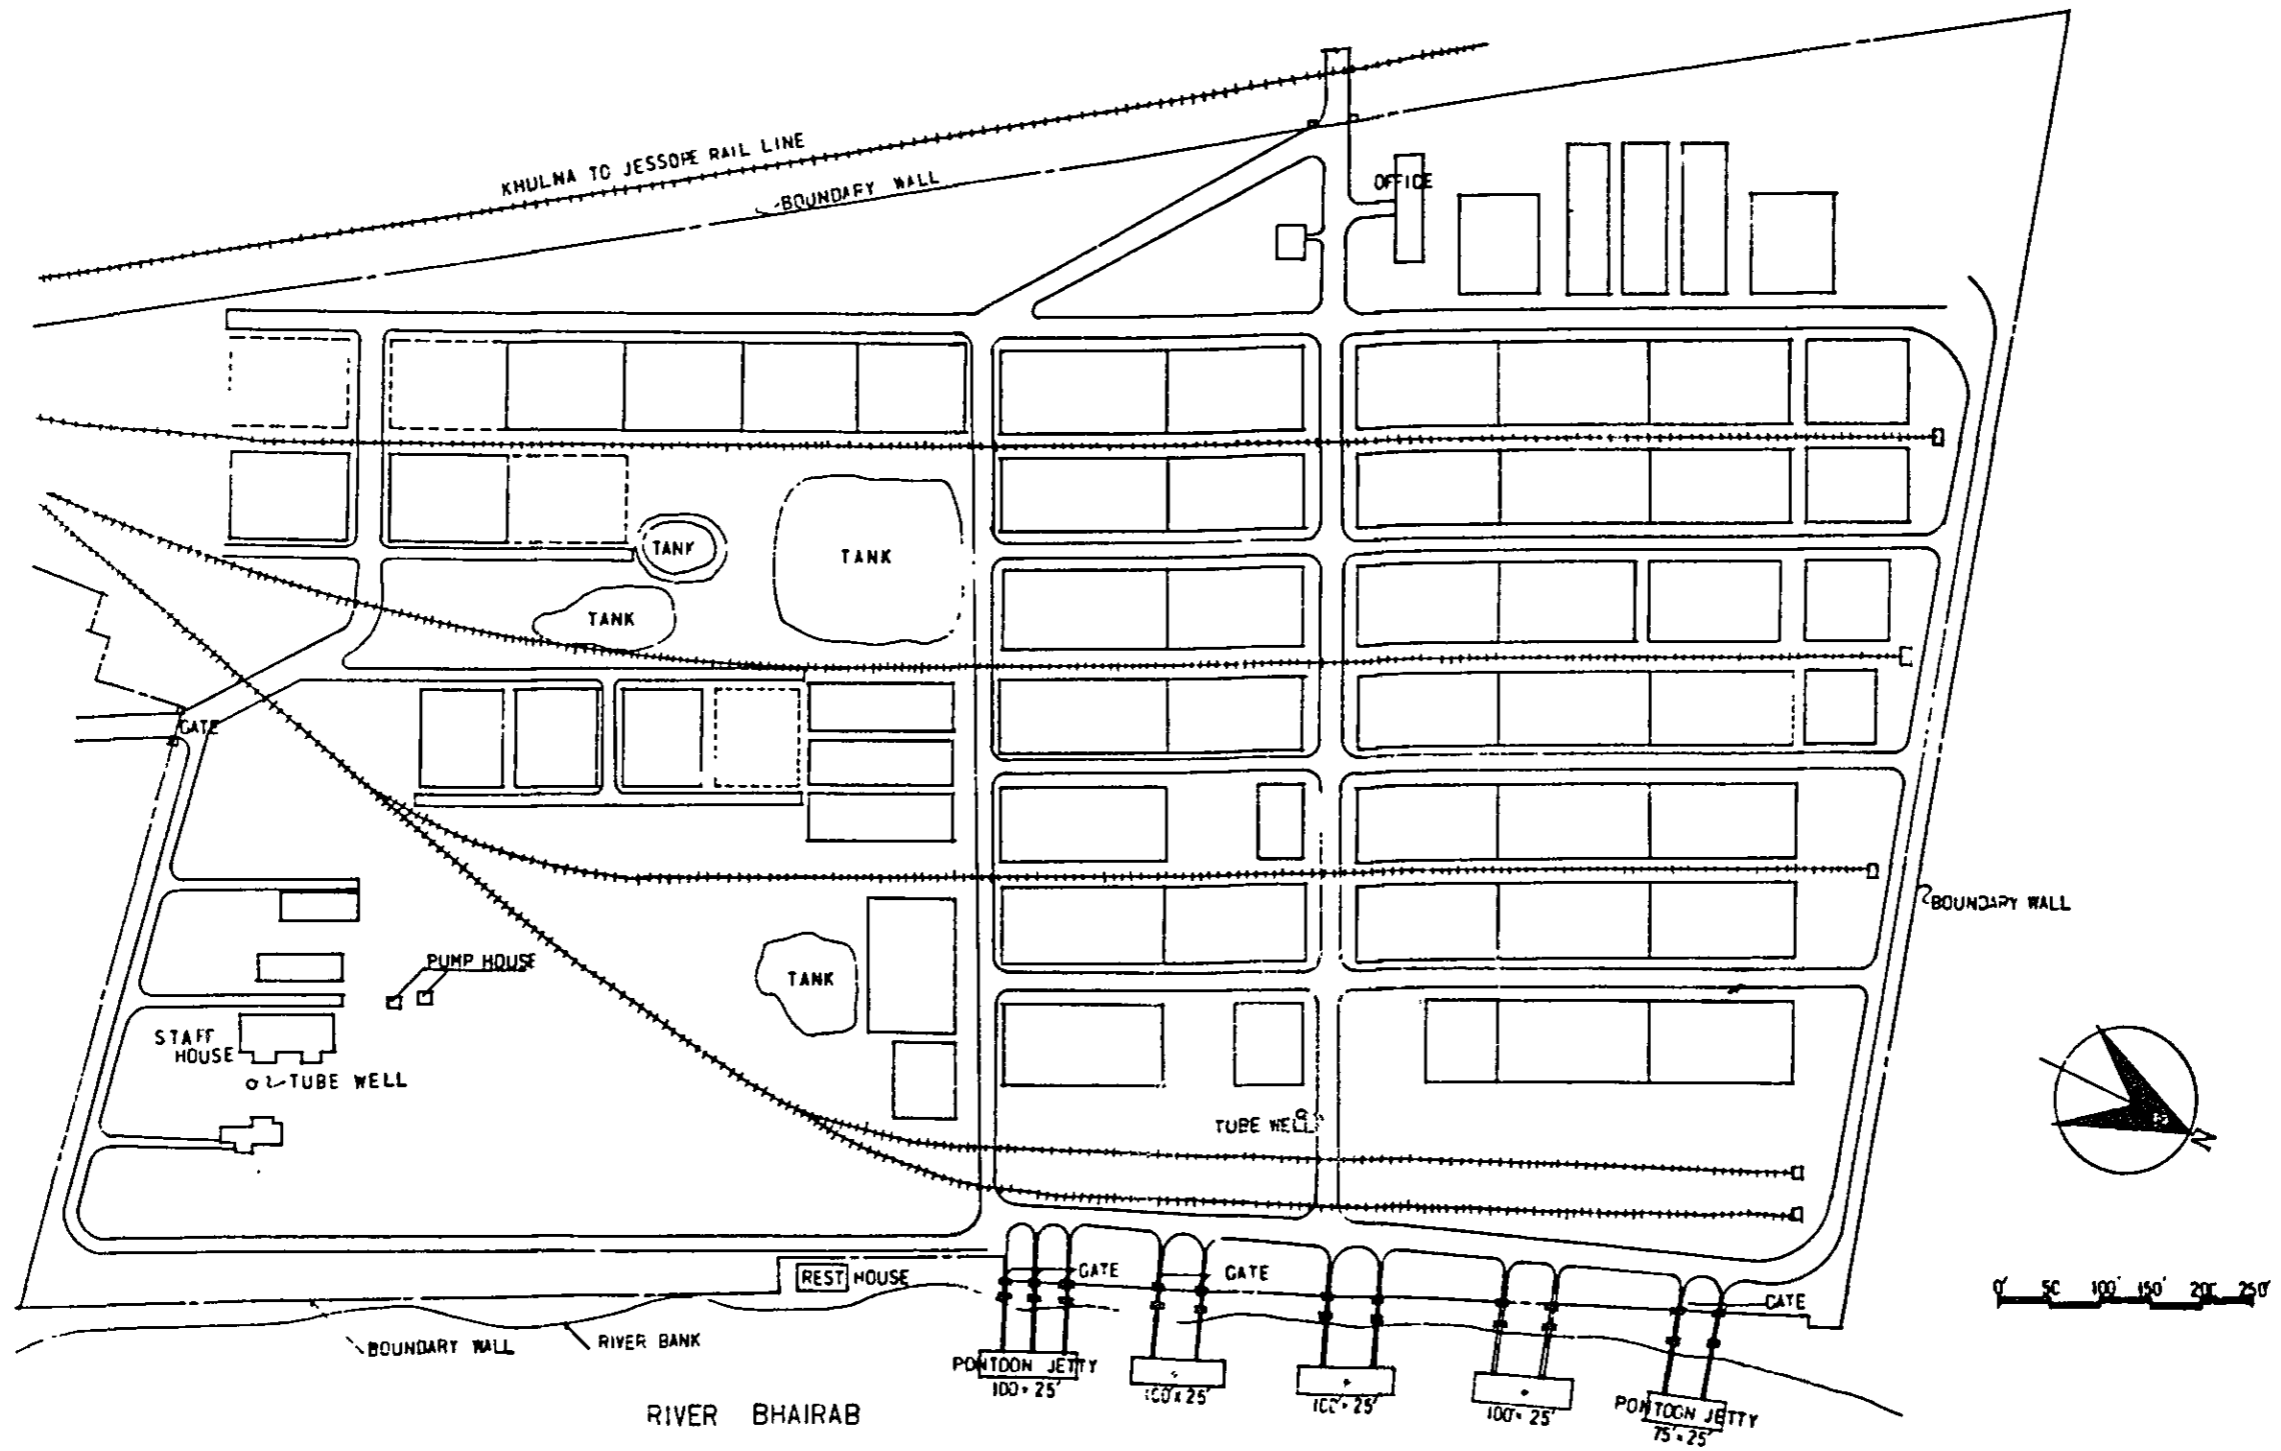 KHULNA TO JESSORE RAIL LINE
BOUNDARY WALL
OFFICE
TANK
TANK
TANK
GATE
BOUNDARY WALL
PUMP HOUSE
TANK
STAFF
HOUSE
TUBE WELL
TUBE WELL
N
REST HOUSE
GATE
GATE
GATE
0' 50 100' 150' 200' 250'
BOUNDARY WALL
RIVER BANK
PONTOON JETTY
100 × 25'
100' × 25'
100' × 25'
100' × 25'
PONTOON JETTY
75' × 25'
RIVER BHAIRAB